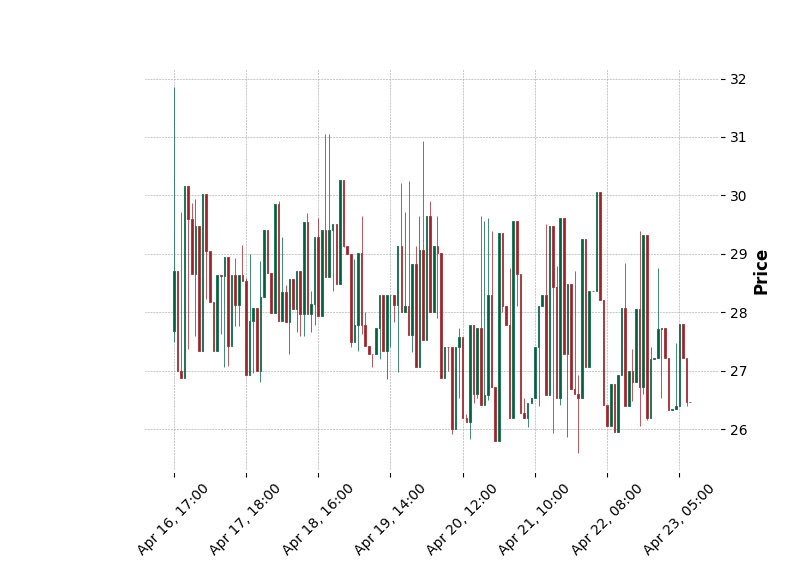 32
31
30
29
28
27
26
Price
Apr 16, 17:00
Apr 17, 18:00
Apr 18, 16:00
Apr 19, 14:00
Apr 20, 12:00
Apr 21, 10:00
Apr 22, 08:00
Apr 23, 05:00